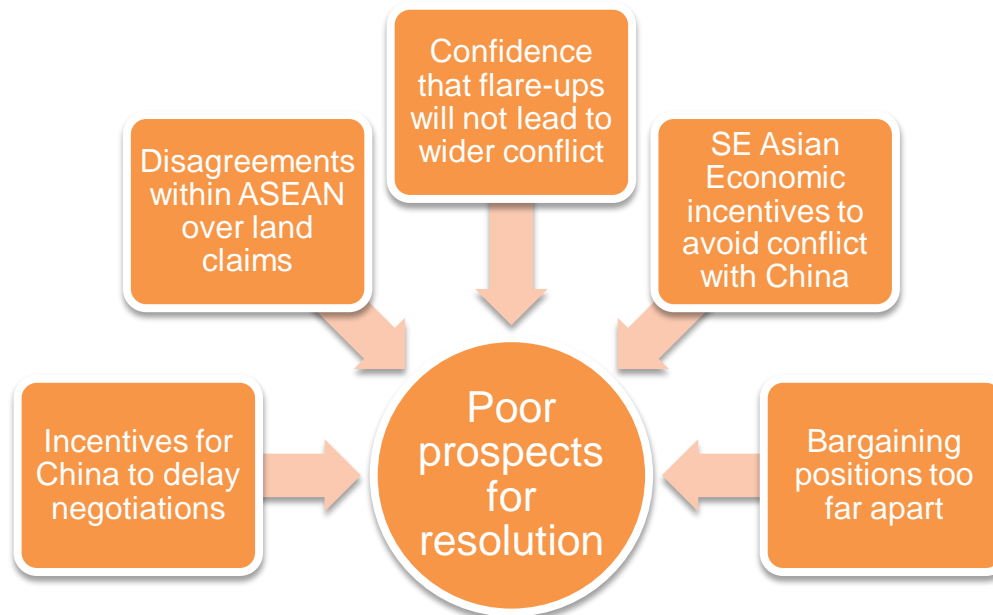 Confidence
that flare-ups
will not lead to
wider conflict
Disagreements
within ASEAN
over land
claims
SE Asian
Economic
incentives to
avoid conflict
with China
Incentives for
China to delay
negotiations
Poor
prospects
for
resolution
Bargaining
positions too
far apart